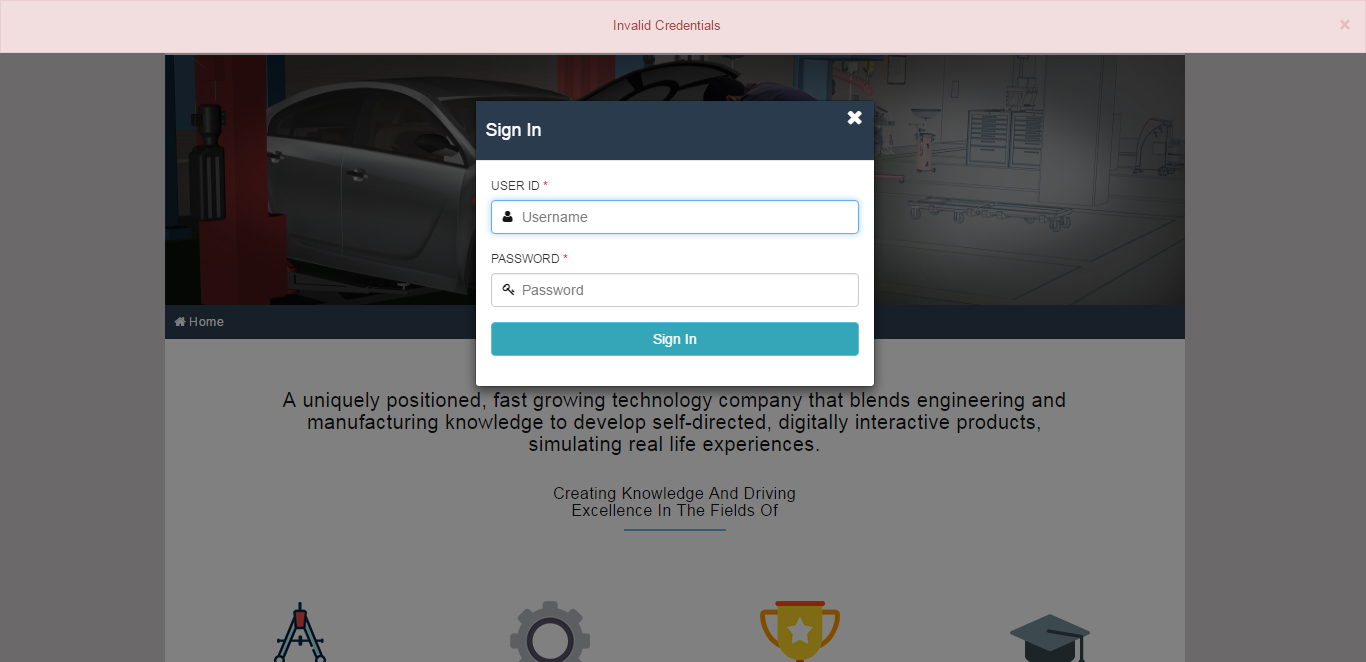 Invalid Credentials
×
Sign In
USER ID *
Username
PASSWORD *
Password
Sign In
Home
A uniquely positioned, fast growing technology company that blends engineering and
manufacturing knowledge to develop self-directed, digitally interactive products,
simulating real life experiences.
Creating Knowledge And Driving
Excellence In The Fields Of